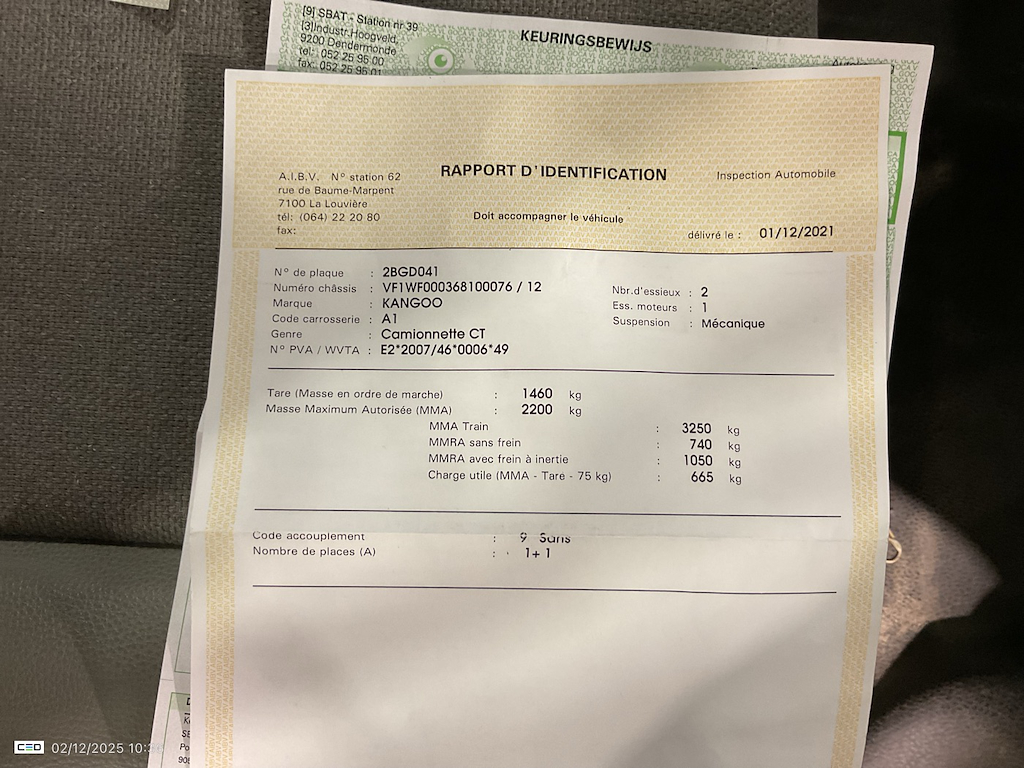 [9] SBAT - Station nr 39
[3]Industr.Hoogveld,
9200 Dendermonde
tel.: 052 25 95 00
fax: 052 25 95 01
KEURINGSBEWIJS
A.I.B.V. N° station 62
rue de Baume-Marpent
7100 La Louvière
tél: (064) 22 20 80
fax:
RAPPORT D'IDENTIFICATION
Inspection Automobile
Doit accompagner le véhicule
délivré le : 01/12/2021
N° de plaque : 2BGD041
Numéro châssis : VF1WF000368100076 / 12
Marque : KANGOO
Code carrosserie : A1
Genre : Camionnette CT
N° PVA / WVTA : E2*2007/46*0006*49
Nbr.d'essieux : 2
Ess. moteurs : 1
Suspension : Mécanique
Tare (Masse en ordre de marche) : 1460 kg
Masse Maximum Autorisée (MMA) : 2200 kg
MMA Train : 3250 kg
MMRA sans frein : 740 kg
MMRA avec frein à inertie : 1050 kg
Charge utile (MMA - Tare - 75 kg) : 665 kg
Code accouplement : 9 Sans
Nombre de places (A) : 1+1
CEO 02/12/2025 10: